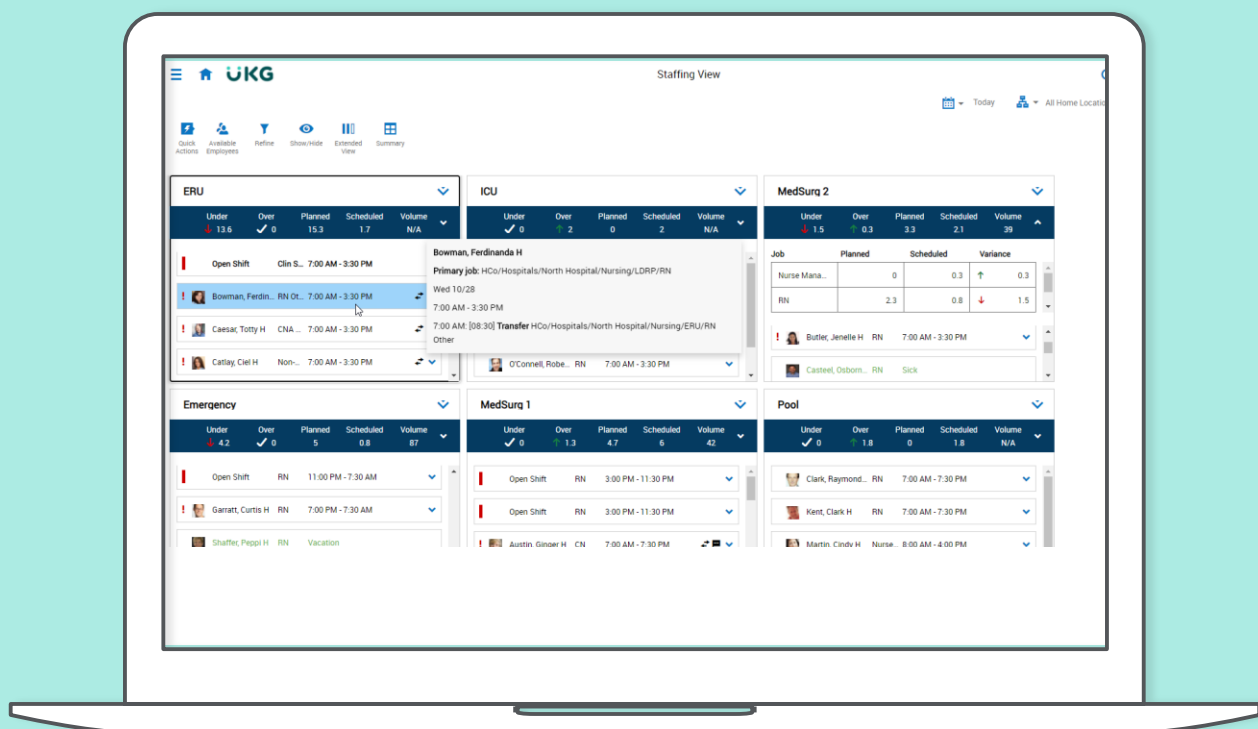 UKG
Staffing View
Today
All Home Locatio
Quick Actions
Available Employees
Refine
Show/Hide
Extended View
Summary
ERU
Under Over Planned Scheduled Volume
13.6 0 15.3 1.7 N/A
Open Shift Clin S... 7:00 AM - 3:30 PM
Bowman, Ferdin... RN Ot... 7:00 AM - 3:30 PM
Caesar, Totty H CNA ... 7:00 AM - 3:30 PM
Catlay, Ciel H Non-... 7:00 AM - 3:30 PM
ICU
Under Over Planned Scheduled Volume
0 2 0 2 N/A
Bowman, Ferdinanda H
Primary job: HCo/Hospitals/North Hospital/Nursing/LDRP/RN
Wed 10/28
7:00 AM - 3:30 PM
7:00 AM: [08:30] Transfer HCo/Hospitals/North Hospital/Nursing/ERU/RN
Other
O'Connell, Robe... RN 7:00 AM - 3:30 PM
MedSurg 2
Under Over Planned Scheduled Volume
1.5 0.3 3.3 2.1 39
Job Planned Scheduled Variance
Nurse Mana... 0 0.3 0.3
RN 2.3 0.8 1.5
Butler, Jenelle H RN 7:00 AM - 3:30 PM
Casteel, Osborn... RN Sick
Emergency
Under Over Planned Scheduled Volume
4.2 0 5 0.8 87
Open Shift RN 11:00 PM - 7:30 AM
Garratt, Curtis H RN 7:00 PM - 7:30 AM
Shaffer, Peppi H RN Vacation
MedSurg 1
Under Over Planned Scheduled Volume
0 1.3 4.7 6 42
Open Shift RN 3:00 PM - 11:30 PM
Open Shift RN 3:00 PM - 11:30 PM
Austin, Ginger H CN 7:00 AM - 7:30 PM
Pool
Under Over Planned Scheduled Volume
0 1.8 0 1.8 N/A
Clark, Raymond... RN 7:00 AM - 7:30 PM
Kent, Clark H RN 7:00 AM - 7:30 PM
Martin, Cindy H Nurse... 8:00 AM - 4:00 PM